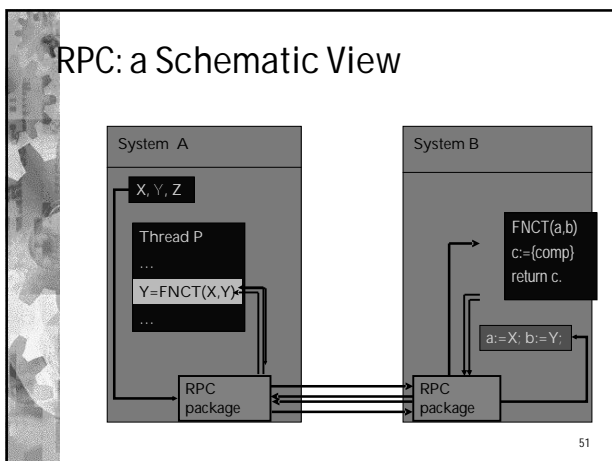 RPC: a Schematic View
System A
X, Y, Z
Thread P
...
Y=FNCT(X,Y)
...
RPC
package
System B
FNCT(a,b)
c:={comp}
return c.
a:=X; b:=Y;
RPC
package
51